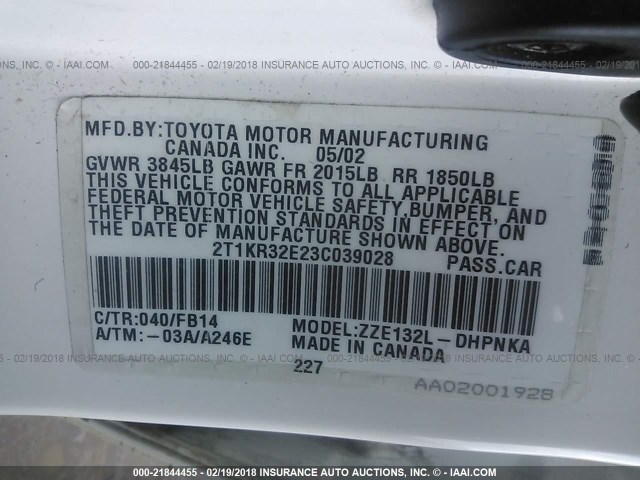 000-21844455 - 02/19/2018 INSURANCE AUTO AUCTIONS, INC. - © IAAI.COM
MFD.BY:TOYOTA MOTOR MANUFACTURING
CANADA INC. 05/02
GVWR 3845LB GAWR FR 2015LB RR 1850LB
THIS VEHICLE CONFORMS TO ALL APPLICABLE
FEDERAL MOTOR VEHICLE SAFETY,BUMPER, AND
THEFT PREVENTION STANDARDS IN EFFECT ON
THE DATE OF MANUFACTURE SHOWN ABOVE.
2T1KR32E23C039028 PASS.CAR
C/TR:040/FB14 MODEL:ZZE132L-DHPNKA
A/TM:-03A/A246E MADE IN CANADA
227
AA02001928
000-21844455 - 02/19/2018 INSURANCE AUTO AUCTIONS, INC. - © IAAI.COM